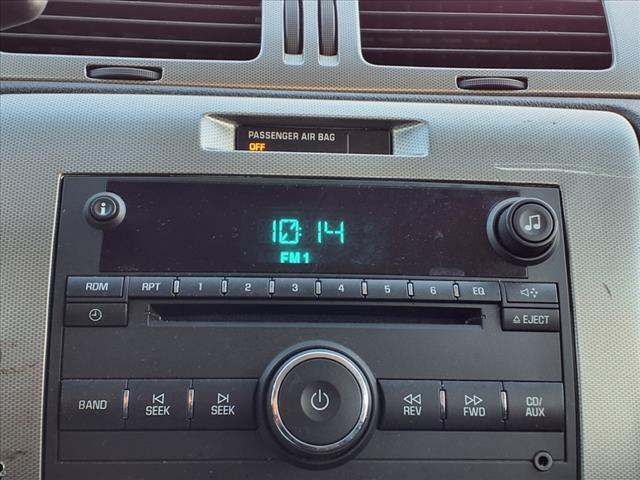 PASSENGER AIR BAG
OFF
i
10:14
FM1
RDM RPT 1 2 3 4 5 6 EQ
EJECT
BAND SEEK SEEK REV FWD CD/
AUX